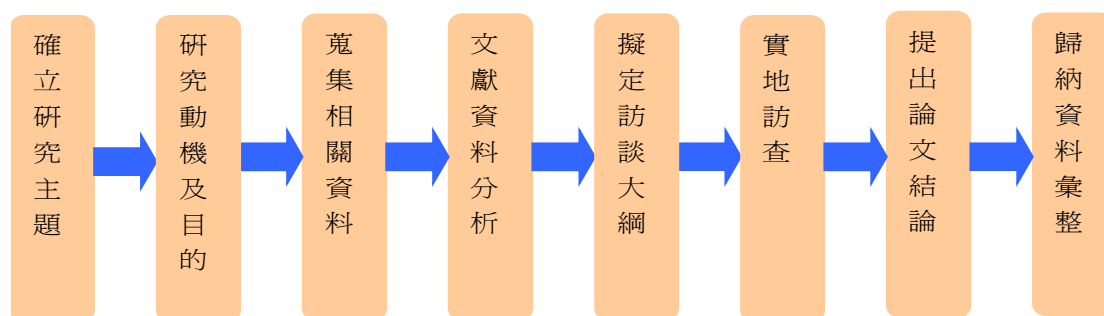 確立研究主題
研究動機及目的
蒐集相關資料
文獻資料分析
擬定訪談大綱
實地訪查
提出論文結論
歸納資料彙整